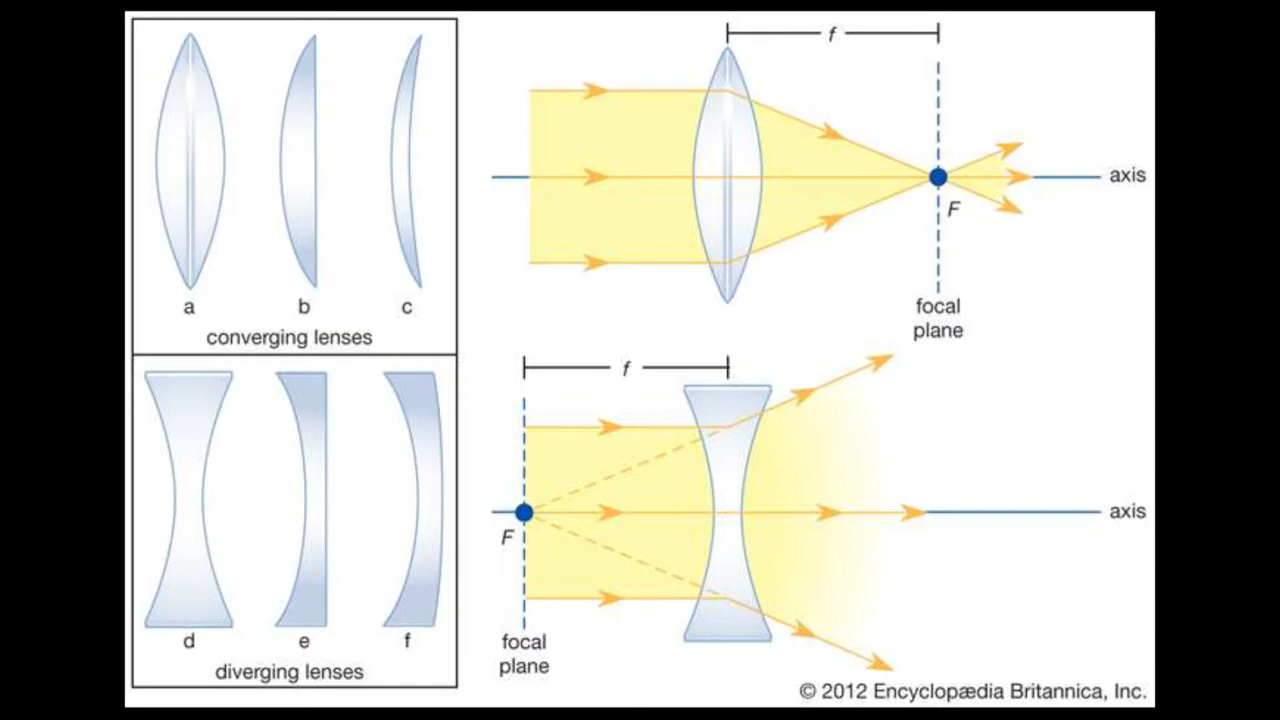 a
b
c
converging lenses
d
e
f
diverging lenses
f
axis
F
focal
plane
f
axis
F
focal
plane
© 2012 Encyclopædia Britannica, Inc.